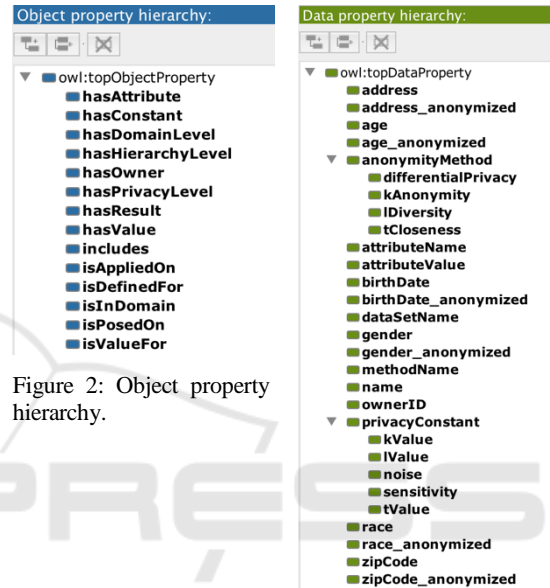 Object property hierarchy:
owl:topObjectProperty
hasAttribute
hasConstant
hasDomainLevel
hasHierarchyLevel
hasOwner
hasPrivacyLevel
hasResult
hasValue
includes
isAppliedOn
isDefinedFor
isInDomain
isPosedOn
isValueFor
Figure 2: Object property
hierarchy.
Data property hierarchy:
owl:topDataProperty
address
address_anonymized
age
age_anonymized
anonymityMethod
differentialPrivacy
kAnonymity
lDiversity
tCloseness
attributeName
attributeValue
birthDate
birthDate_anonymized
dataSetName
gender
gender_anonymized
methodName
name
ownerID
privacyConstant
kValue
lValue
noise
sensitivity
tValue
race
race_anonymized
zipCode
zipCode_anonymized
PRESS